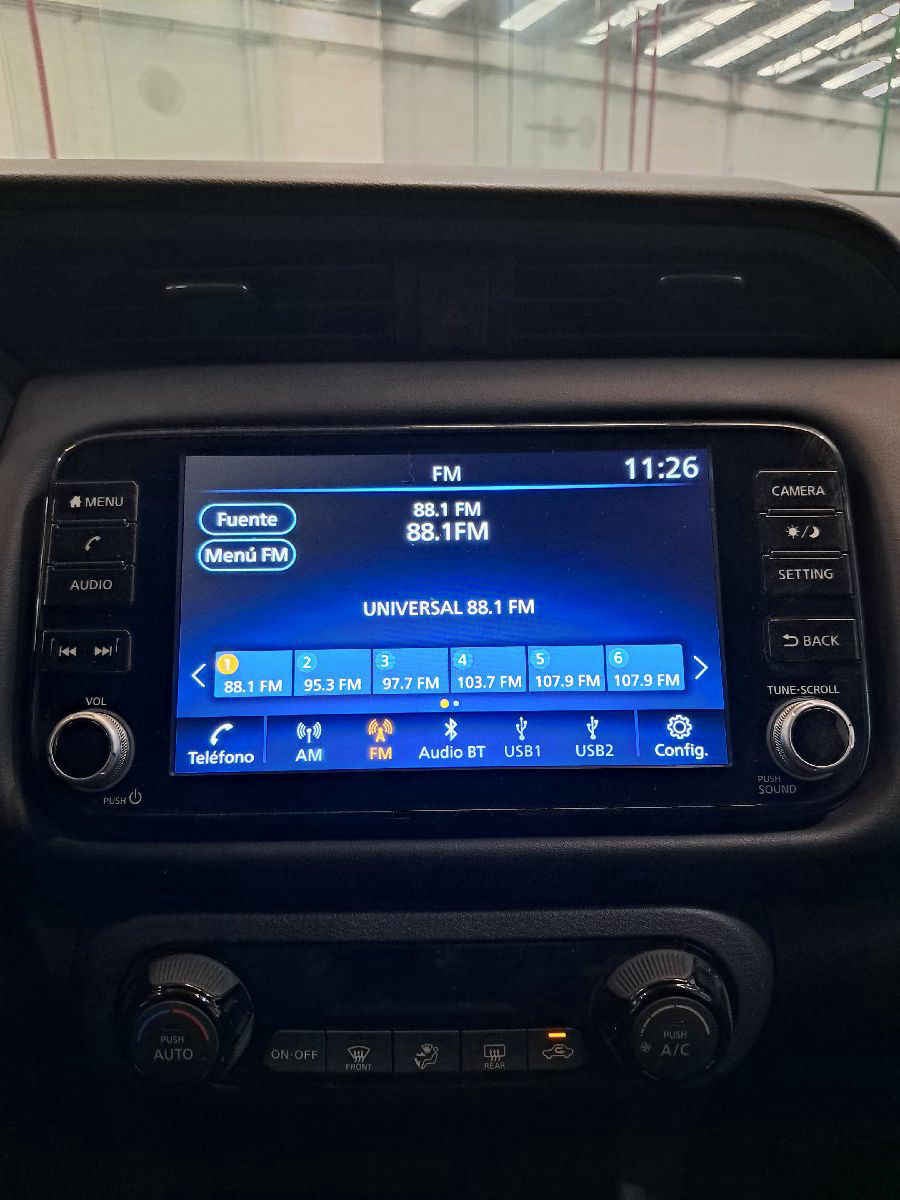 FM
11:26
Fuente
88.1 FM
88.1FM
Menú FM
UNIVERSAL 88.1 FM
1 2 3 4 5 6
88.1 FM 95.3 FM 97.7 FM 103.7 FM 107.9 FM 107.9 FM
Teléfono AM FM Audio BT USB1 USB2 Config.
MENU
AUDIO
VOL
PUSH
CAMERA
SETTING
BACK
TUNE·SCROLL
PUSH
SOUND
PUSH
AUTO
ON·OFF
FRONT
REAR
PUSH
A/C